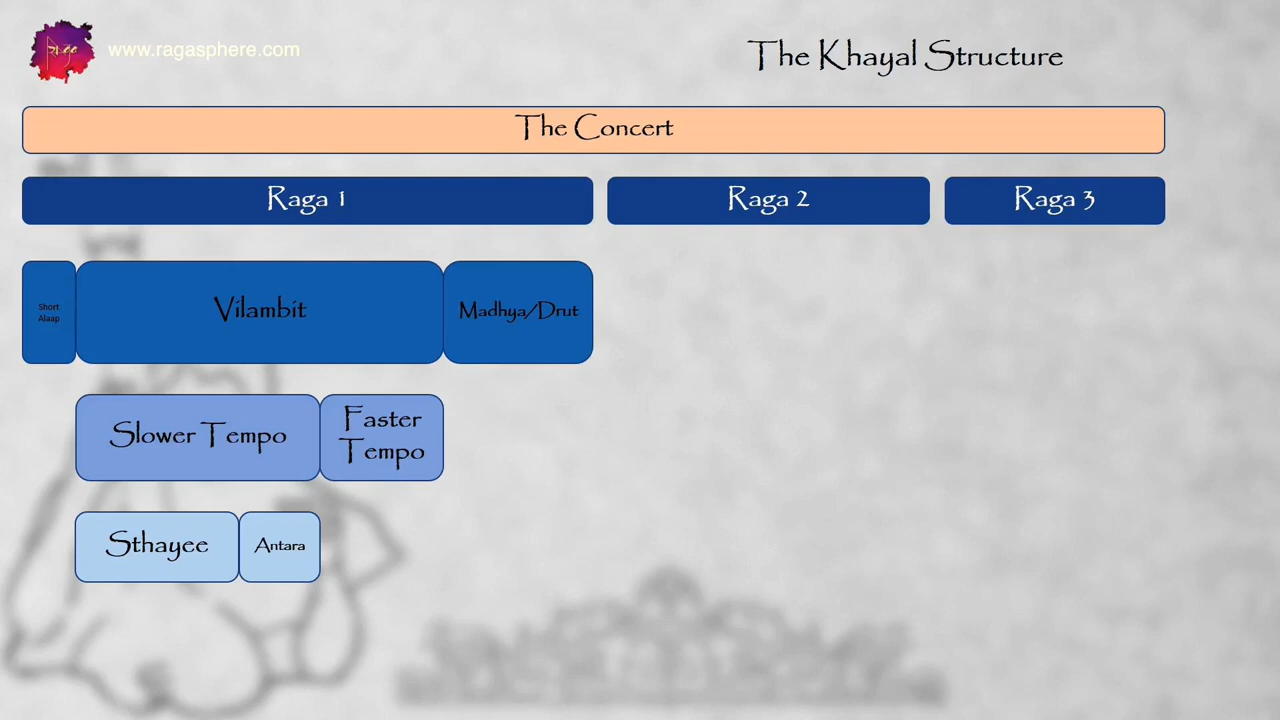 राग
www.ragasphere.com
The Khayal Structure
The Concert
Raga 1
Raga 2
Raga 3
Short
Alaap
Vilambit
Madhya/Drut
Slower Tempo
Faster
Tempo
Sthayee
Antara